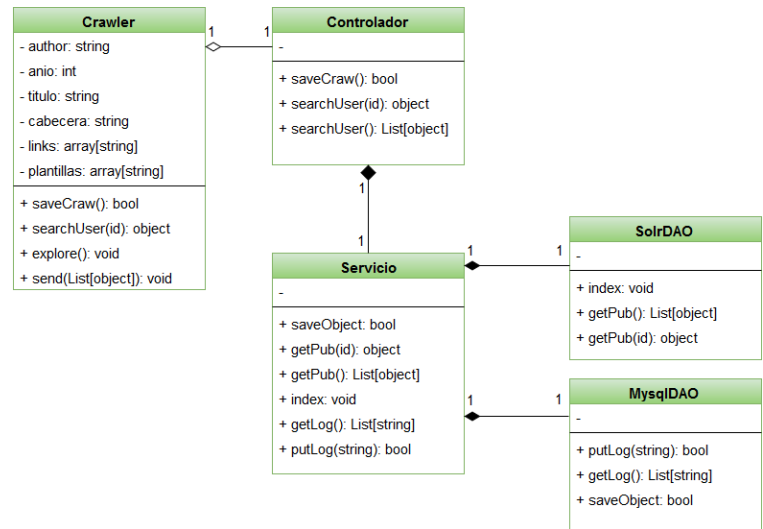 Crawler
- author: string
- anio: int
- titulo: string
- cabecera: string
- links: array[string]
- plantillas: array[string]
+ saveCraw(): bool
+ searchUser(id): object
+ explore(): void
+ send(List[object]): void
1
1
Controlador
-
+ saveCraw(): bool
+ searchUser(id): object
+ searchUser(): List[object]
1
1
Servicio
-
+ saveObject: bool
+ getPub(id): object
+ getPub(): List[object]
+ index: void
+ getLog(): List[string]
+ putLog(string): bool
1
1
SolrDAO
-
+ index: void
+ getPub(): List[object]
+ getPub(id): object
1
1
MysqlDAO
-
+ putLog(string): bool
+ getLog(): List[string]
+ saveObject: bool